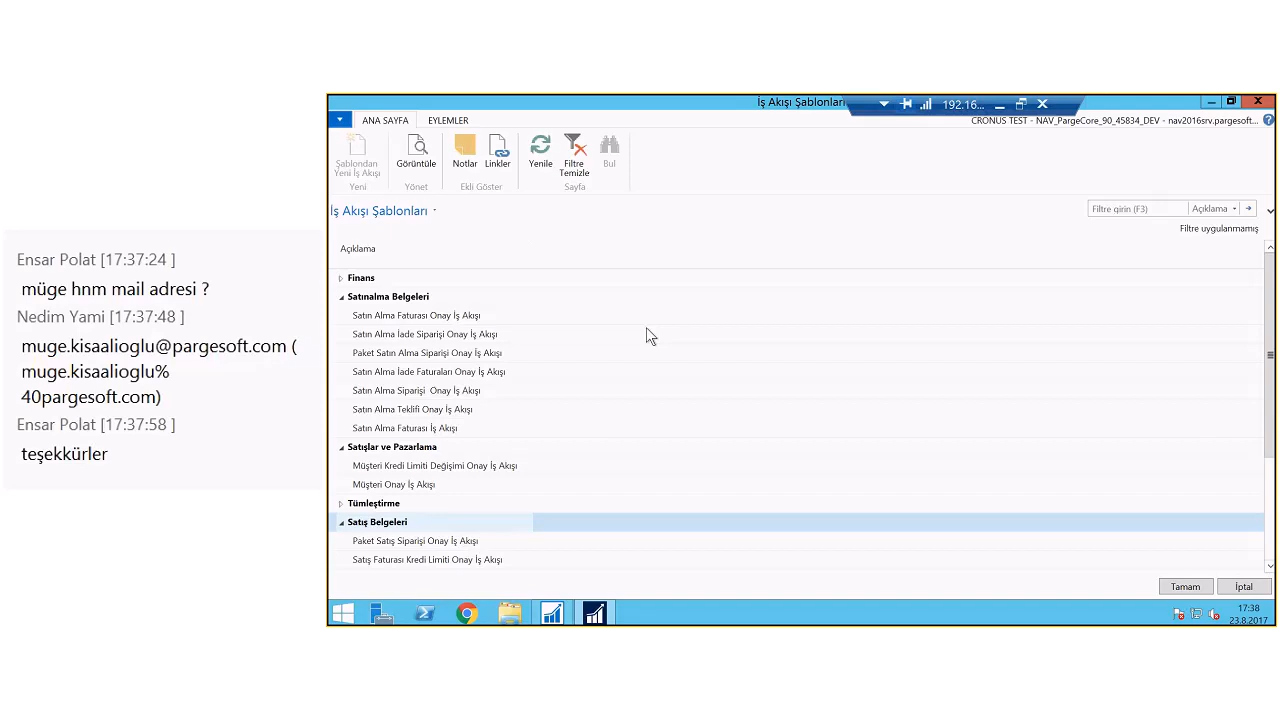 Ensar Polat [17:37:24 ]
müge hnm mail adresi ?
Nedim Yami [17:37:48 ]
muge.kisaalioglu@pargesoft.com (
muge.kisaalioglu%
40pargesoft.com)
Ensar Polat [17:37:58 ]
teşekkürler
İş Akışı Şablonları
192.16...
ANA SAYFA
EYLEMLER
CRONUS TEST - NAV_PargeCore_90_45834_DEV - nav2016srv.pargesoft...
Şablondan
Yeni İş Akışı
Görüntüle
Notlar
Linkler
Yenile
Filtre
Temizle
Bul
Yeni
Yönet
Ekli Göster
Sayfa
İş Akışı Şablonları
Filtre girin (F3)
Açıklama
Filtre uygulanmamış
Açıklama
Finans
Satınalma Belgeleri
Satın Alma Faturası Onay İş Akışı
Satın Alma İade Siparişi Onay İş Akışı
Paket Satın Alma Siparişi Onay İş Akışı
Satın Alma İade Faturaları Onay İş Akışı
Satın Alma Siparişi  Onay İş Akışı
Satın Alma Teklifi Onay İş Akışı
Satın Alma Faturası İş Akışı
Satışlar ve Pazarlama
Müşteri Kredi Limiti Değişimi Onay İş Akışı
Müşteri Onay İş Akışı
Tümleştirme
Satış Belgeleri
Paket Satış Siparişi Onay İş Akışı
Satış Faturası Kredi Limiti Onay İş Akışı
Tamam
İptal
17:38
23.8.2017